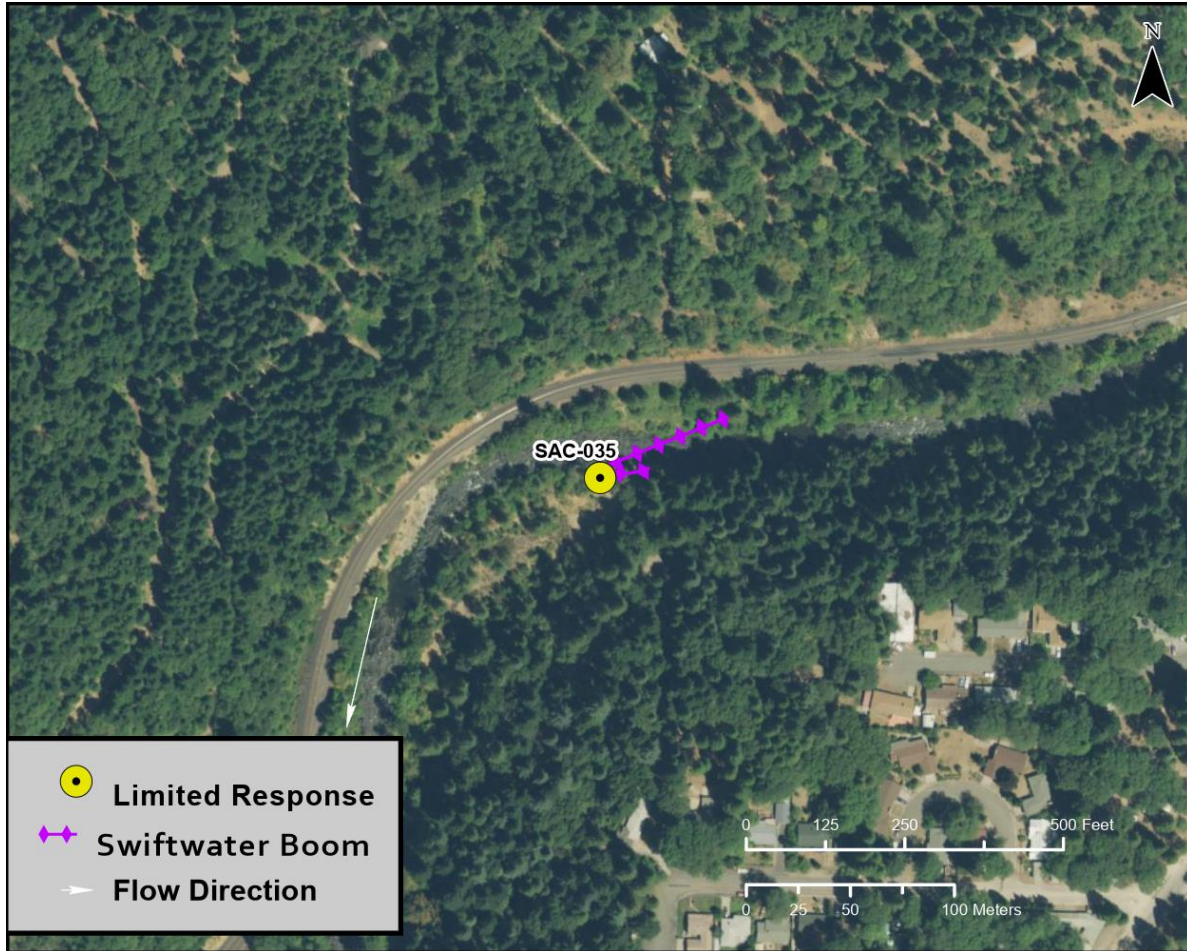 N
SAC-035
Limited Response
Swiftwater Boom
Flow Direction
0 125 250 500 Feet
0 25 50 100 Meters